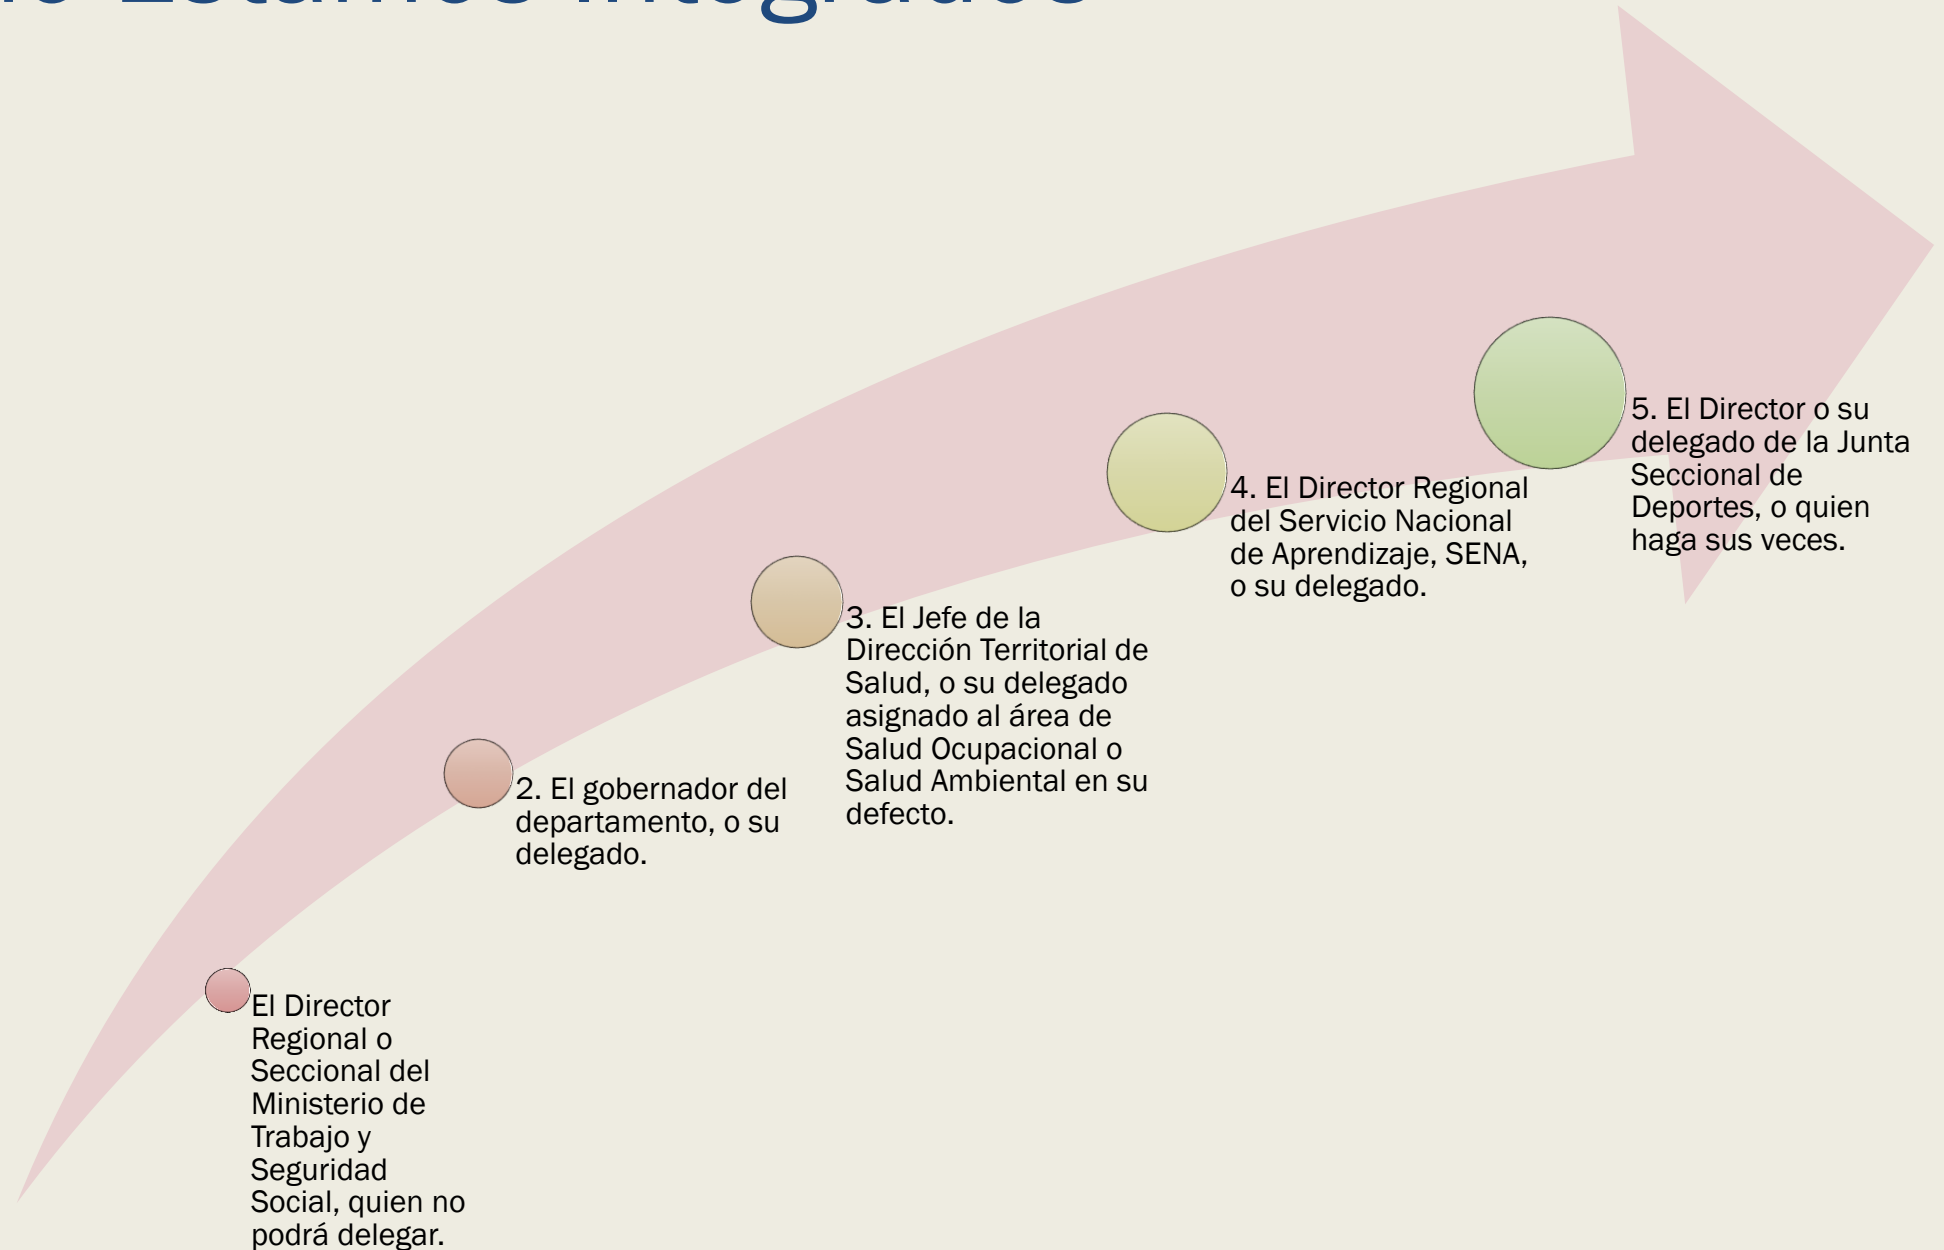 Estamos Integrados
El Director
Regional o
Seccional del
Ministerio de
Trabajo y
Seguridad
Social, quien no
podrá delegar.
2. El gobernador del
departamento, o su
delegado.
3. El Jefe de la
Dirección Territorial de
Salud, o su delegado
asignado al área de
Salud Ocupacional o
Salud Ambiental en su
defecto.
4. El Director Regional
del Servicio Nacional
de Aprendizaje, SENA,
o su delegado.
5. El Director o su
delegado de la Junta
Seccional de
Deportes, o quien
haga sus veces.